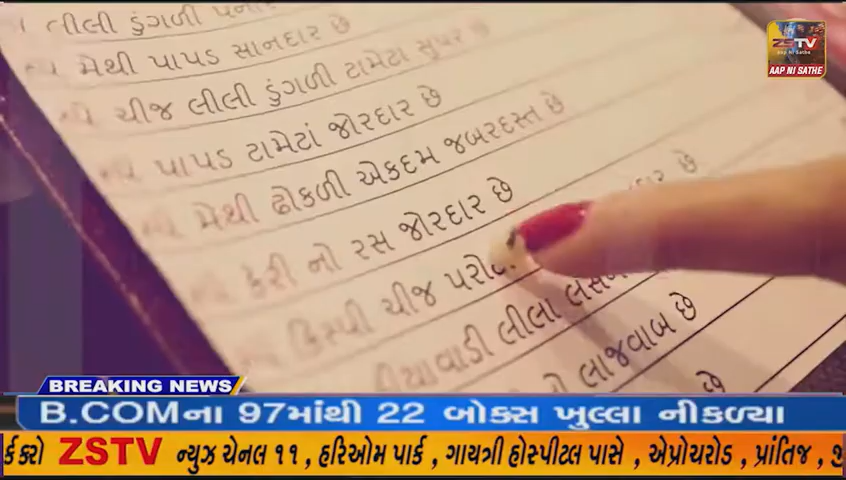 લીલી ડુંગળી
મેથી પાપડ સાનદાર છે
ચીજ લીલી ડુંગળી ટામેટા સુપર છે
પાપડ ટામેટાં જોરદાર છે
મેથી ઢોકળી એકદમ જબરદસ્ત છે
કેરી નો રસ જોરદાર છે
ક્રિસ્પી ચીજ છે
લીલા
લાજવાબ છે
છે
ZSTV
AAP NI SATHE
BREAKING NEWS
B.COMના 97માંથી 22 બોક્સ ખુલ્લા નીકળ્યા
ZSTV ન્યુઝ ચેનલ ૧૧, હરિઓમ પાર્ક, ગાયત્રી હોસ્પીટલ પાસે, એપ્રોચરોડ, પ્રાંતિજ,